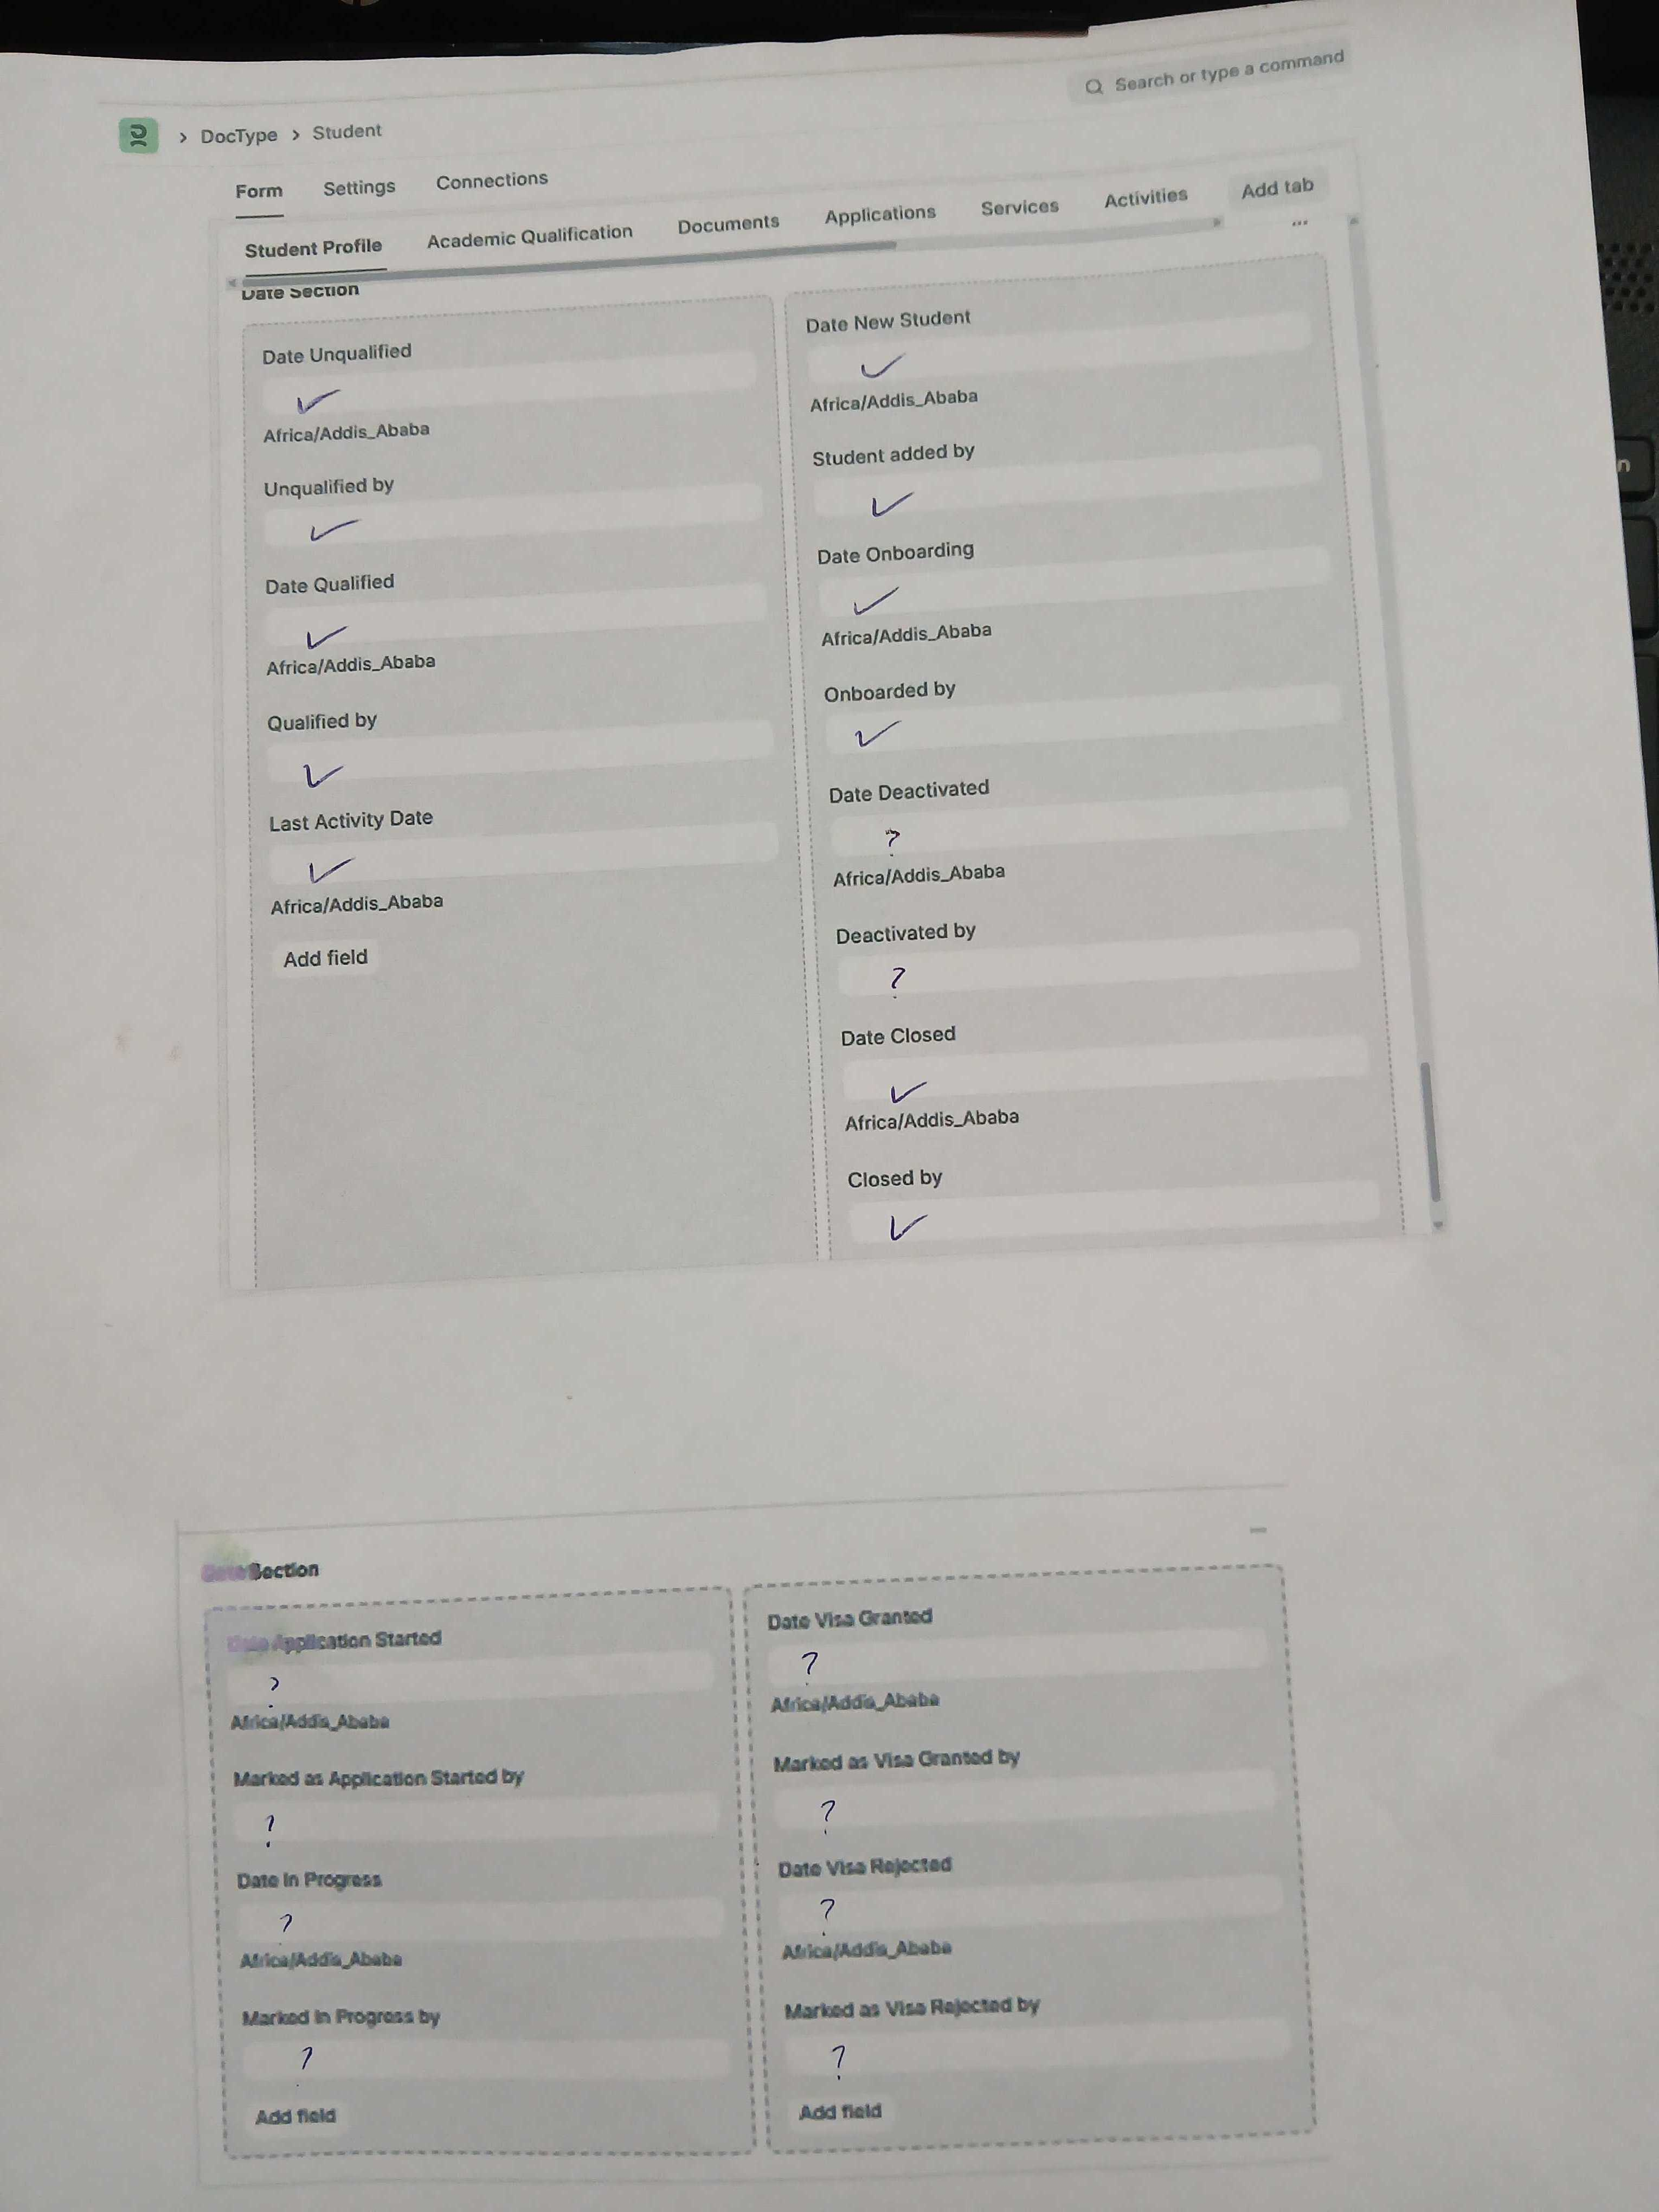 Search or type a command
> DocType > Student
Form Settings Connections
Student Profile Academic Qualification Documents Applications Services Activities Add tab
...
Date Section
Date Unqualified
✓
Africa/Addis_Ababa
Unqualified by
✓
Date Qualified
✓
Africa/Addis_Ababa
Qualified by
✓
Last Activity Date
✓
Africa/Addis_Ababa
Add field
Date New Student
✓
Africa/Addis_Ababa
Student added by
✓
Date Onboarding
✓
Africa/Addis_Ababa
Onboarded by
✓
Date Deactivated
?
Africa/Addis_Ababa
Deactivated by
?
Date Closed
✓
Africa/Addis_Ababa
Closed by
✓
Date Section
Date Application Started
?
Africa/Addis_Ababa
Marked as Application Started by
?
Date In Progress
?
Africa/Addis_Ababa
Marked In Progress by
?
Add field
Date Visa Granted
?
Africa/Addis_Ababa
Marked as Visa Granted by
?
Date Visa Rejected
?
Africa/Addis_Ababa
Marked as Visa Rejected by
?
Add field